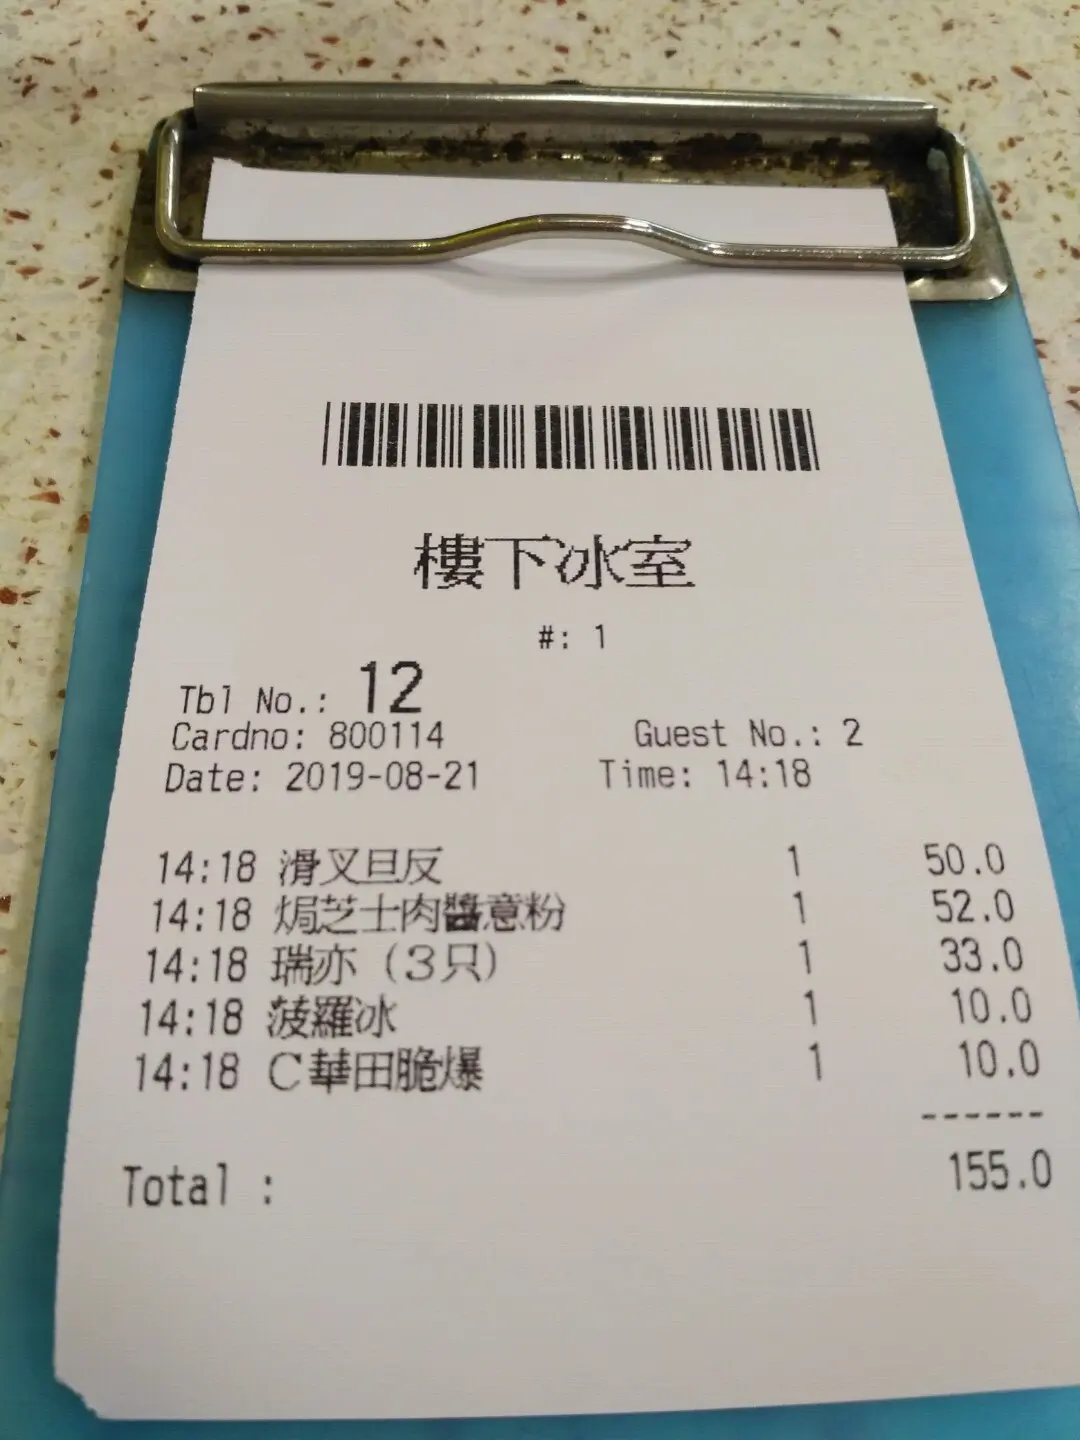 樓下冰室
#: 1
Tbl No.: 12
Cardno: 800114 Guest No.: 2
Date: 2019-08-21 Time: 14:18
14:18 滑叉旦反 1 50.0
14:18 焗芝士肉醬意粉 1 52.0
14:18 瑞亦 (3只) 1 33.0
14:18 菠羅冰 1 10.0
14:18 C華田脆爆 1 10.0
------
Total : 155.0